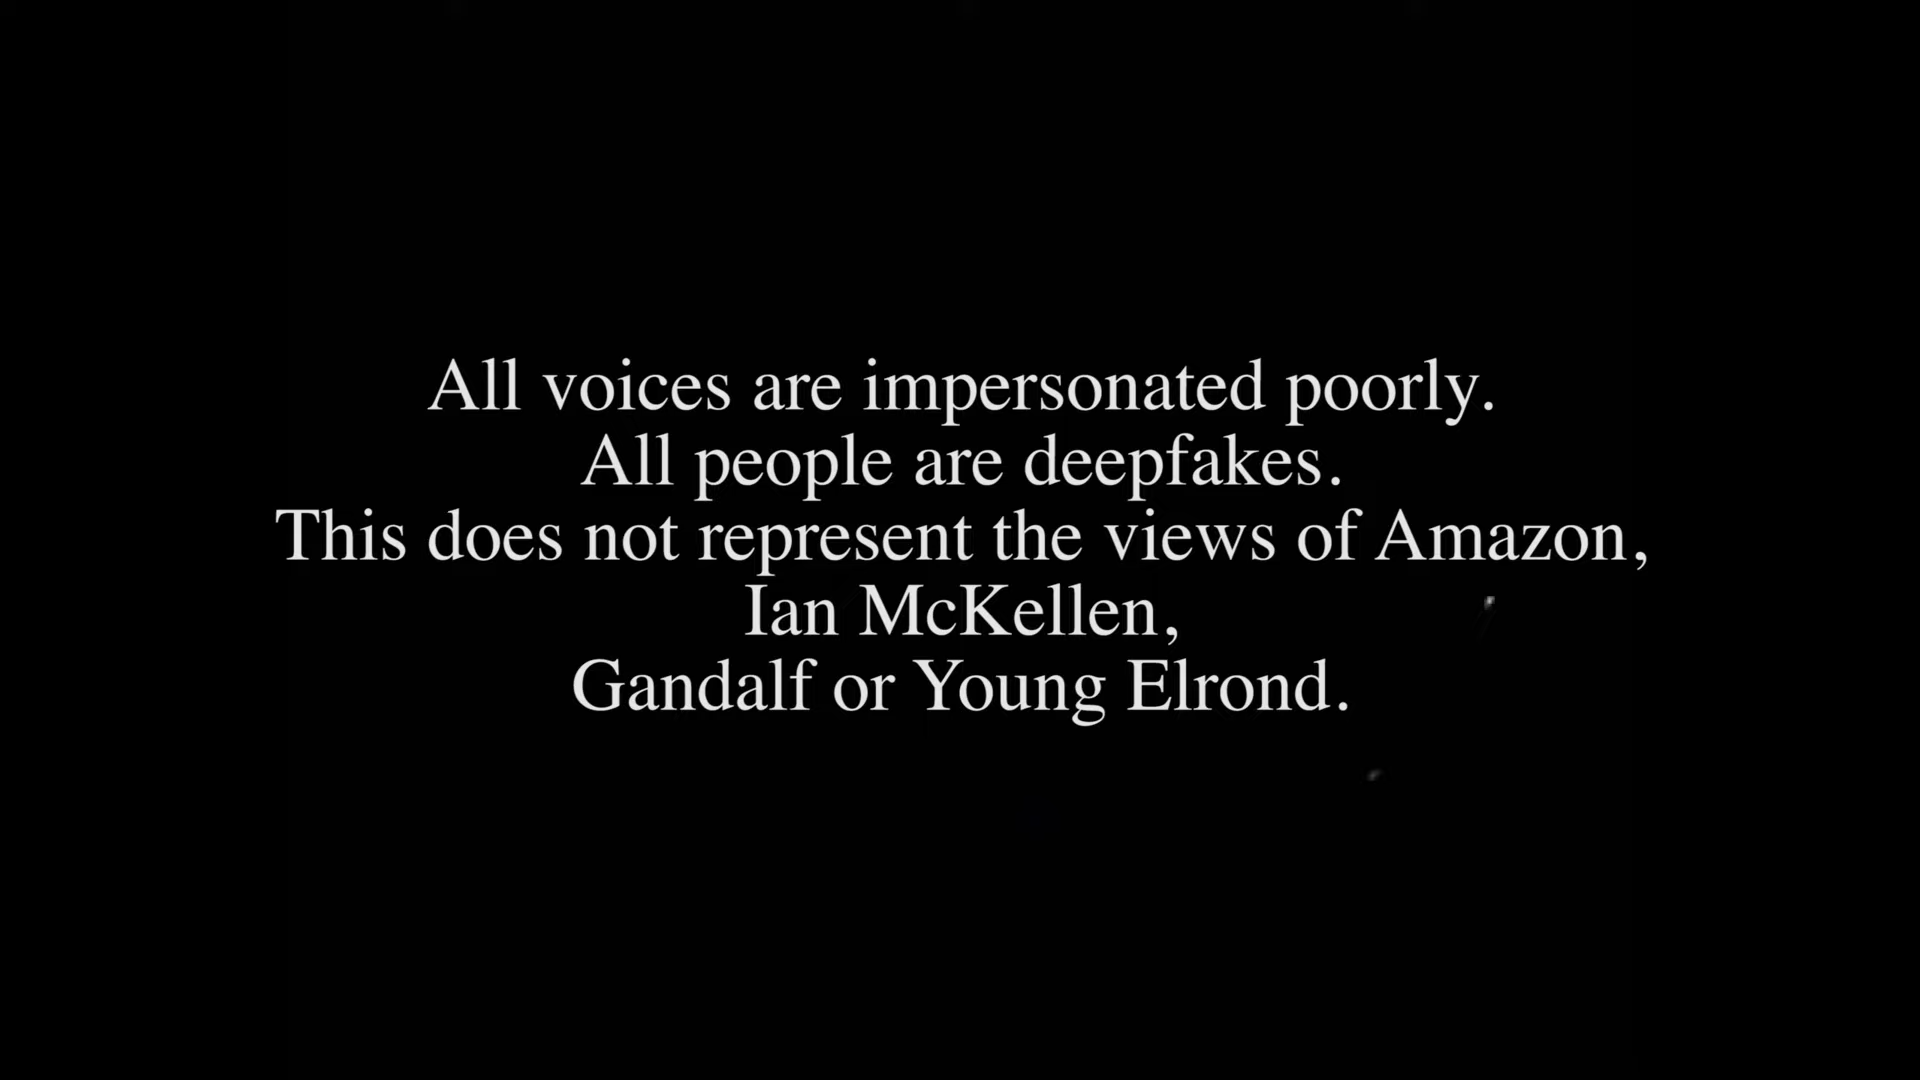 All voices are impersonated poorly.
All people are deepfakes.
This does not represent the views of Amazon,
Ian McKellen,
Gandalf or Young Elrond.